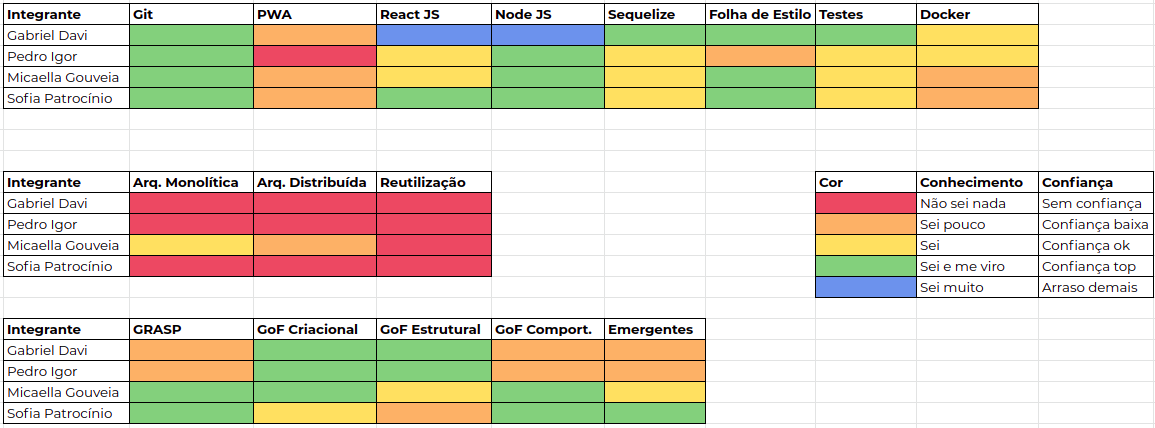 Integrante Git PWA React JS Node JS Sequelize Folha de Estilo Testes Docker
Gabriel Davi
Pedro Igor
Micaella Gouveia
Sofia Patrocínio
Integrante Arq. Monolítica Arq. Distribuída Reutilização
Gabriel Davi
Pedro Igor
Micaella Gouveia
Sofia Patrocínio
Cor Conhecimento Confiança
Não sei nada Sem confiança
Sei pouco Confiança baixa
Sei Confiança ok
Sei e me viro Confiança top
Sei muito Arraso demais
Integrante GRASP GoF Criacional GoF Estrutural GoF Comport. Emergentes
Gabriel Davi
Pedro Igor
Micaella Gouveia
Sofia Patrocínio